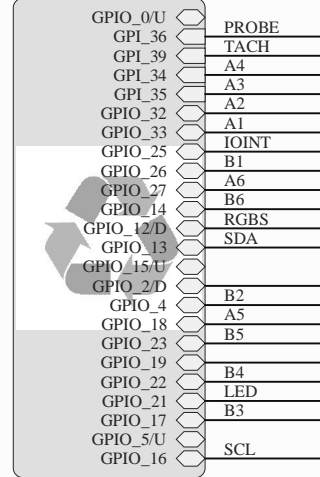 GPIO_0/U
GPI_36 PROBE
GPI_39 TACH
GPI_34 A4
GPI_35 A3
GPIO_32 A2
GPIO_33 A1
GPIO_25 IOINT
GPIO_26 B1
GPIO_27 A6
GPIO_14 B6
GPIO_12/D RGBS
GPIO_13 SDA
GPIO_15/U
GPIO_2/D
GPIO_4 B2
GPIO_18 A5
GPIO_23 B5
GPIO_19
GPIO_22 B4
GPIO_21 LED
GPIO_17 B3
GPIO_5/U
GPIO_16 SCL